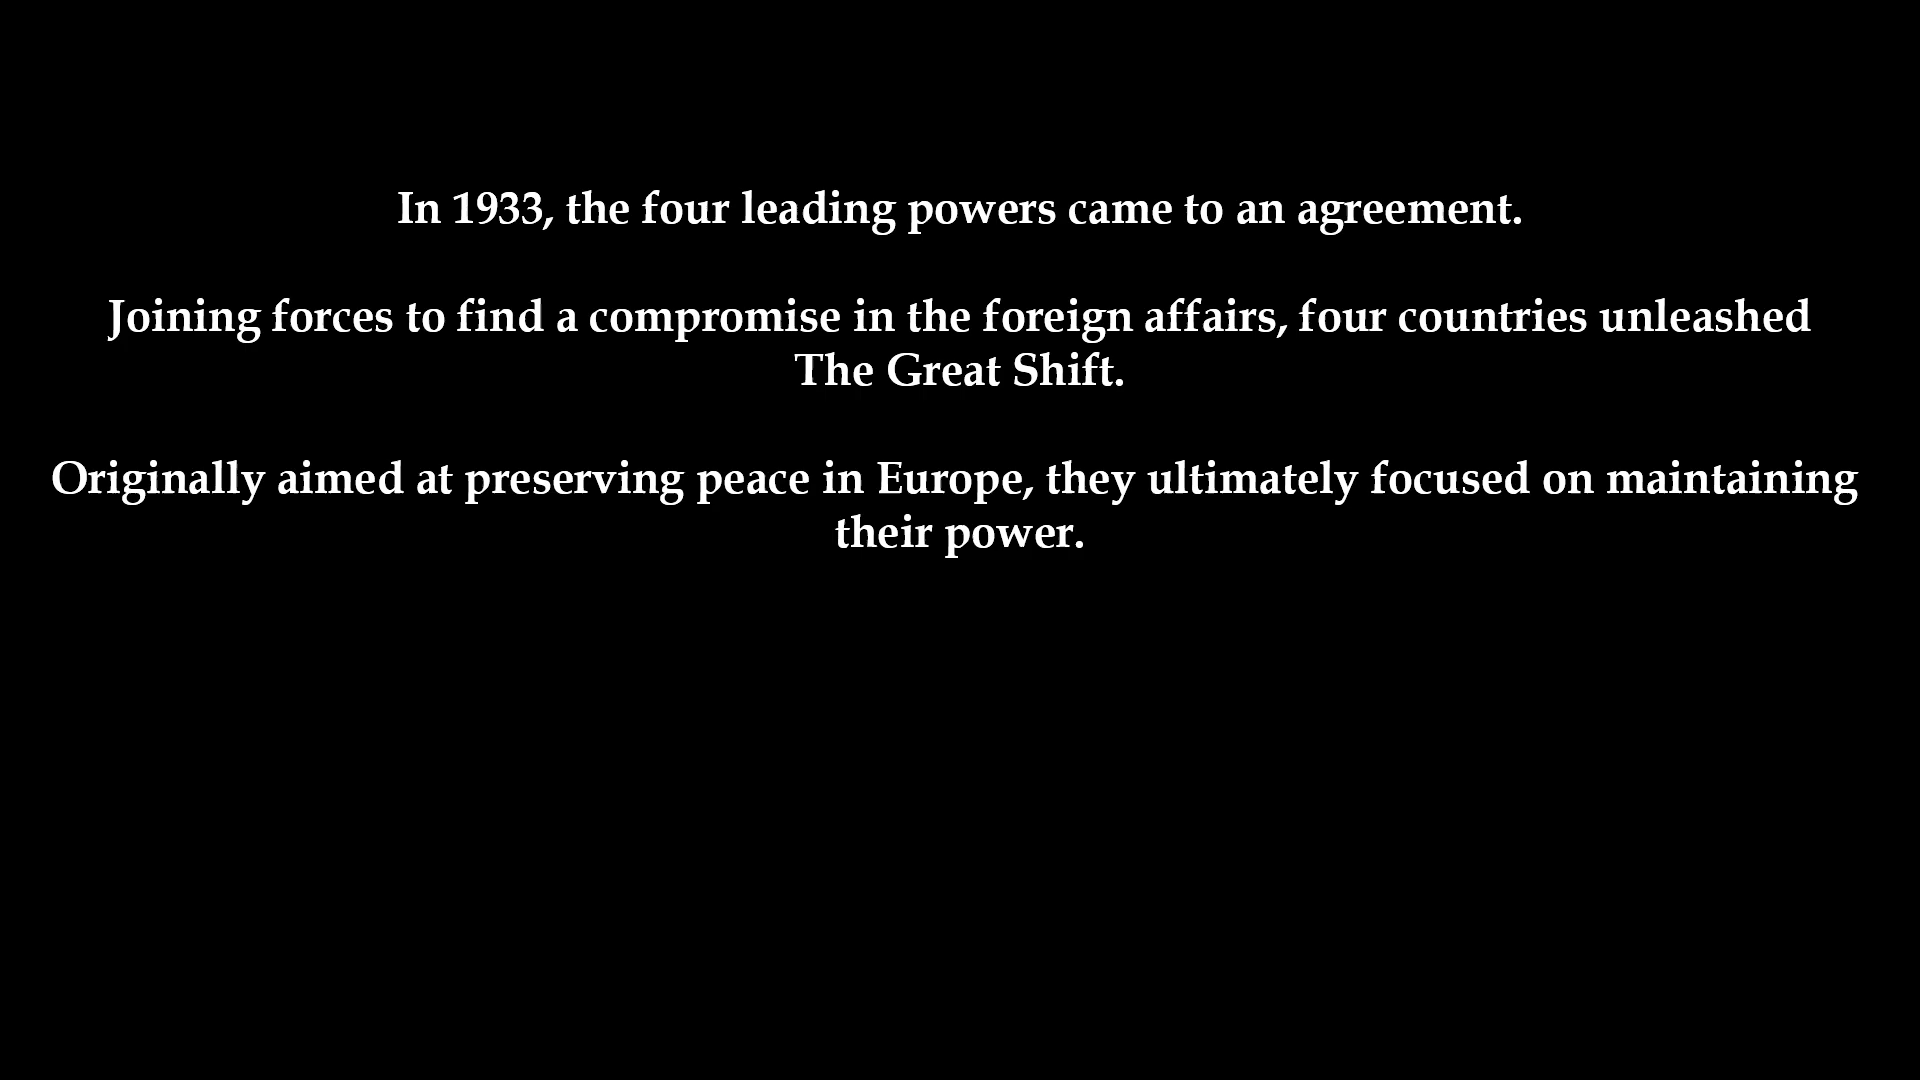 In 1933, the four leading powers came to an agreement.
Joining forces to find a compromise in the foreign affairs, four countries unleashed
The Great Shift.
Originally aimed at preserving peace in Europe, they ultimately focused on maintaining
their power.